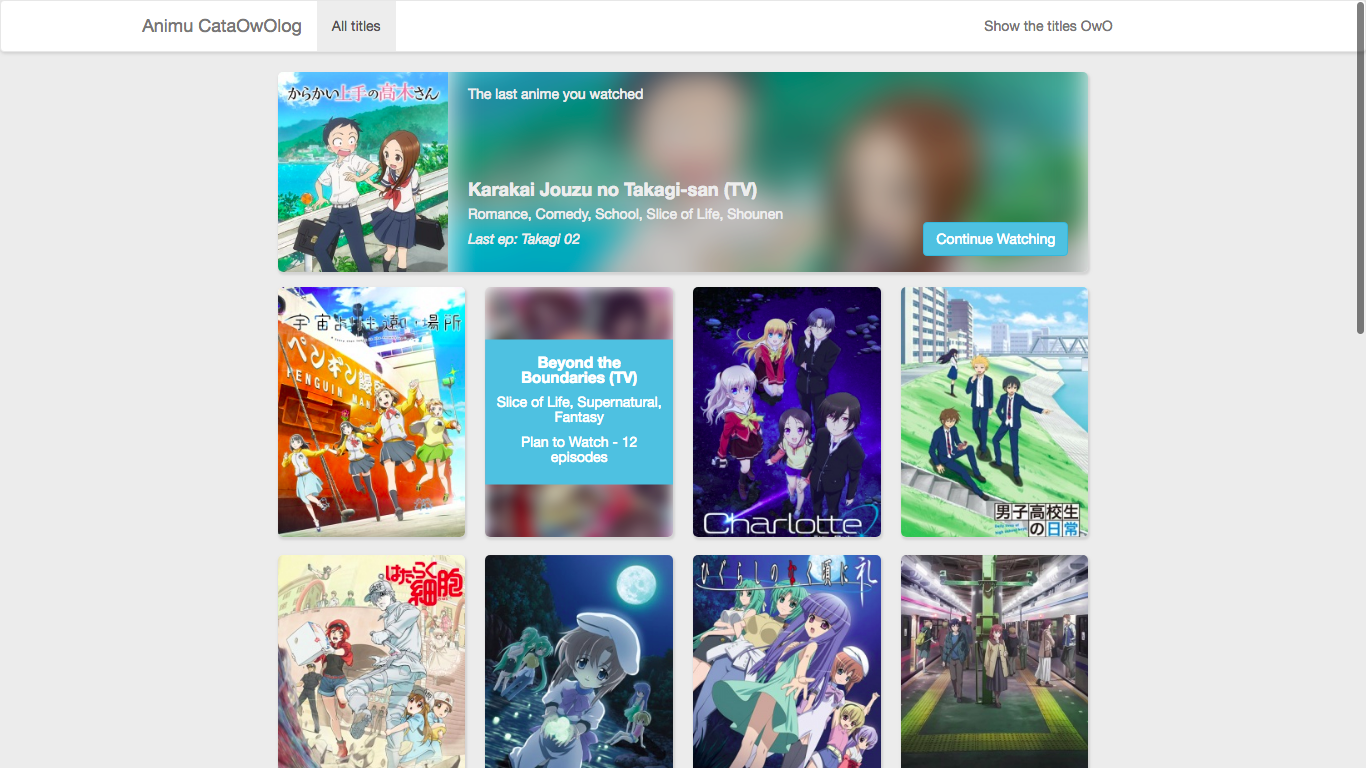 Animu CataOwOlog
All titles
Show the titles OwO
からかい上手の高木さん
The last anime you watched
Karakai Jouzu no Takagi-san (TV)
Romance, Comedy, School, Slice of Life, Shounen
Last ep: Takagi 02
Continue Watching
宇宙よりも遠い場所
ペンギン饅
PENGUIN MAN
Beyond the
Boundaries (TV)
Slice of Life, Supernatural,
Fantasy
Plan to Watch - 12
episodes
Charlotte
男子高校生
の日常
はたらく
細胞
ひぐらしのなく頃に礼